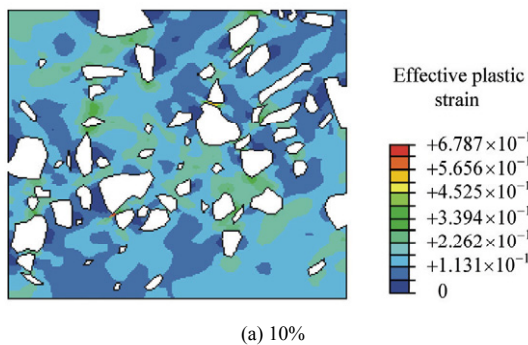 Effective plastic
strain
+6.787×10⁻¹
+5.656×10⁻¹
+4.525×10⁻¹
+3.394×10⁻¹
+2.262×10⁻¹
+1.131×10⁻¹
0
(a) 10%